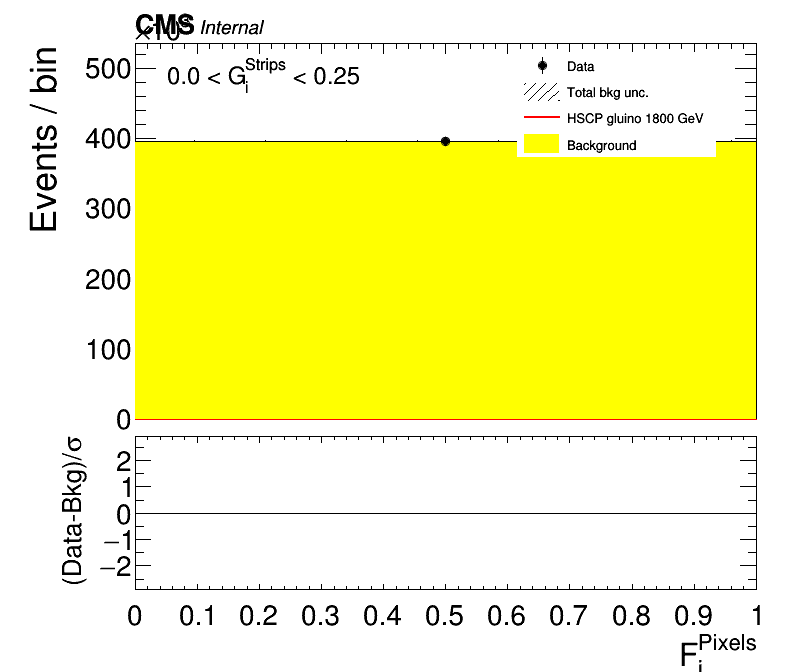 CMS Internal
×10³
Events / bin
500
400
300
200
100
0
0.0 < G_i^Strips < 0.25
Data
Total bkg unc.
HSCP gluino 1800 GeV
Background
(Data-Bkg)/σ
2
1
0
−1
−2
0 0.1 0.2 0.3 0.4 0.5 0.6 0.7 0.8 0.9 1
F_i^Pixels